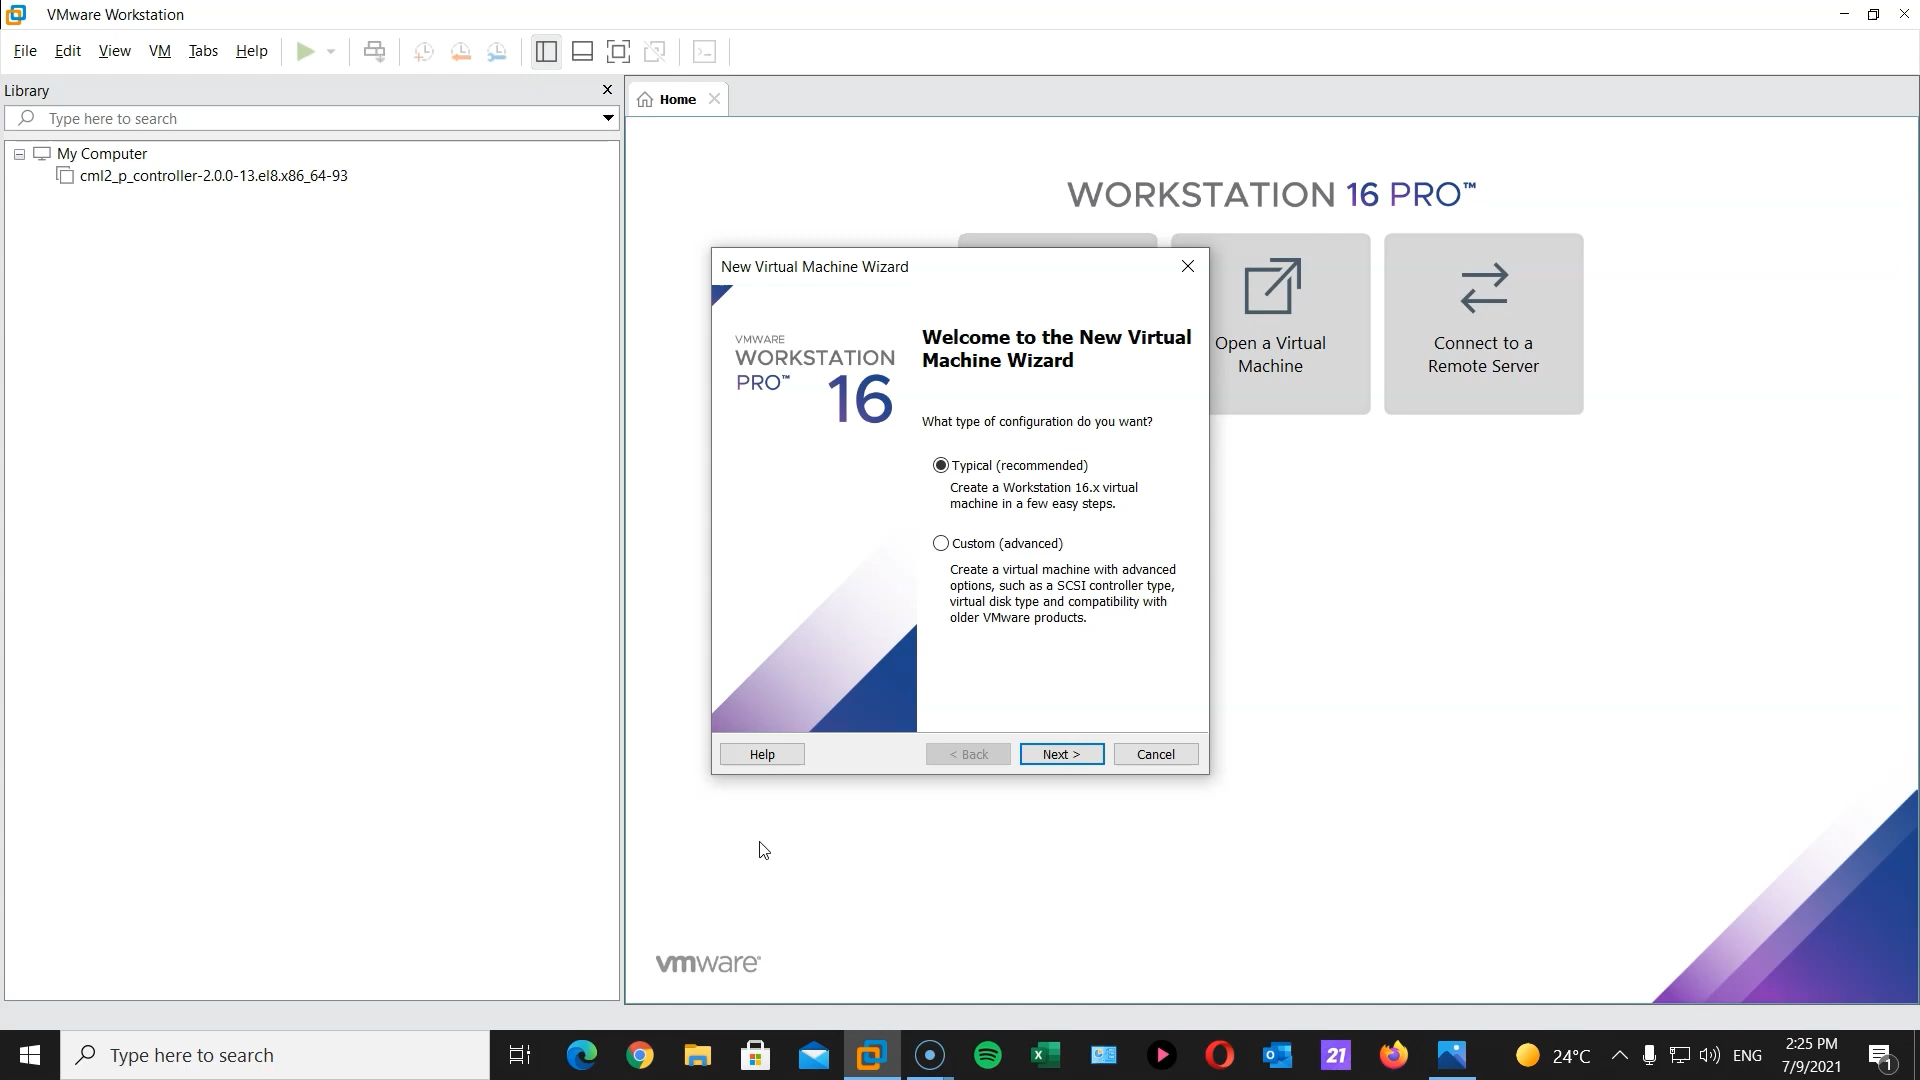 VMware Workstation
File Edit View VM Tabs Help
Library
Type here to search
My Computer
cml2_p_controller-2.0.0-13.el8.x86_64-93
Home
WORKSTATION 16 PRO™
Open a Virtual
Machine
Connect to a
Remote Server
New Virtual Machine Wizard
VMWARE
WORKSTATION
PRO™ 16
Welcome to the New Virtual
Machine Wizard
What type of configuration do you want?
Typical (recommended)
Create a Workstation 16.x virtual
machine in a few easy steps.
Custom (advanced)
Create a virtual machine with advanced
options, such as a SCSI controller type,
virtual disk type and compatibility with
older VMware products.
Help < Back Next > Cancel
vmware®
Type here to search
21
24°C
ENG
2:25 PM
7/9/2021
1